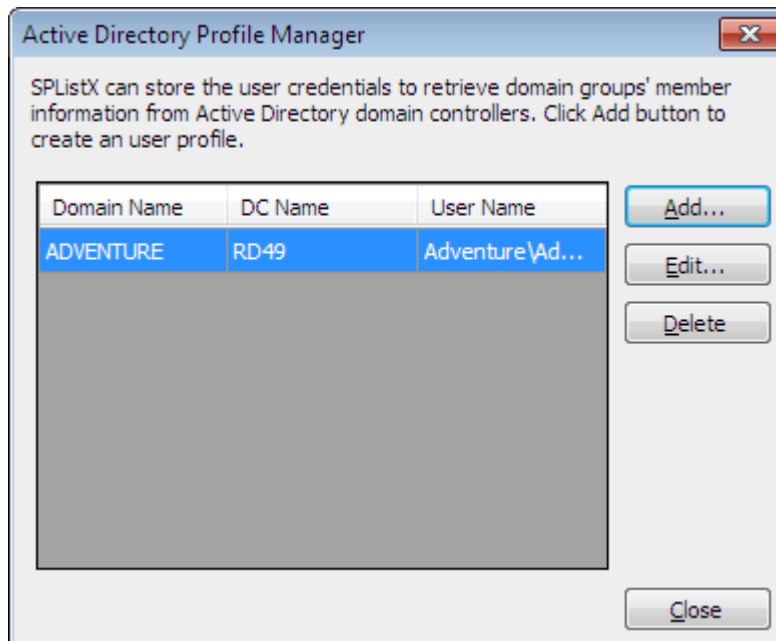 Active Directory Profile Manager
SPListX can store the user credentials to retrieve domain groups' member
information from Active Directory domain controllers. Click Add button to
create an user profile.
Domain Name DC Name User Name
ADVENTURE RD49 Adventure\Ad...
Add...
Edit...
Delete
Close